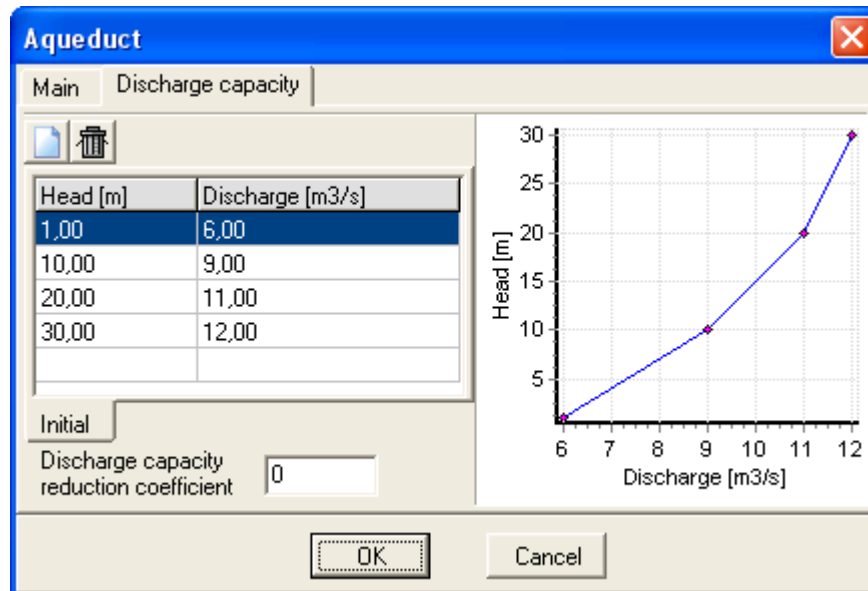 Aqueduct
Main Discharge capacity
Head [m] Discharge [m3/s]
1,00 6,00
10,00 9,00
20,00 11,00
30,00 12,00
Initial
Discharge capacity
reduction coefficient 0
30
25
20
15
10
5
Head [m]
6 7 8 9 10 11 12
Discharge [m3/s]
OK Cancel